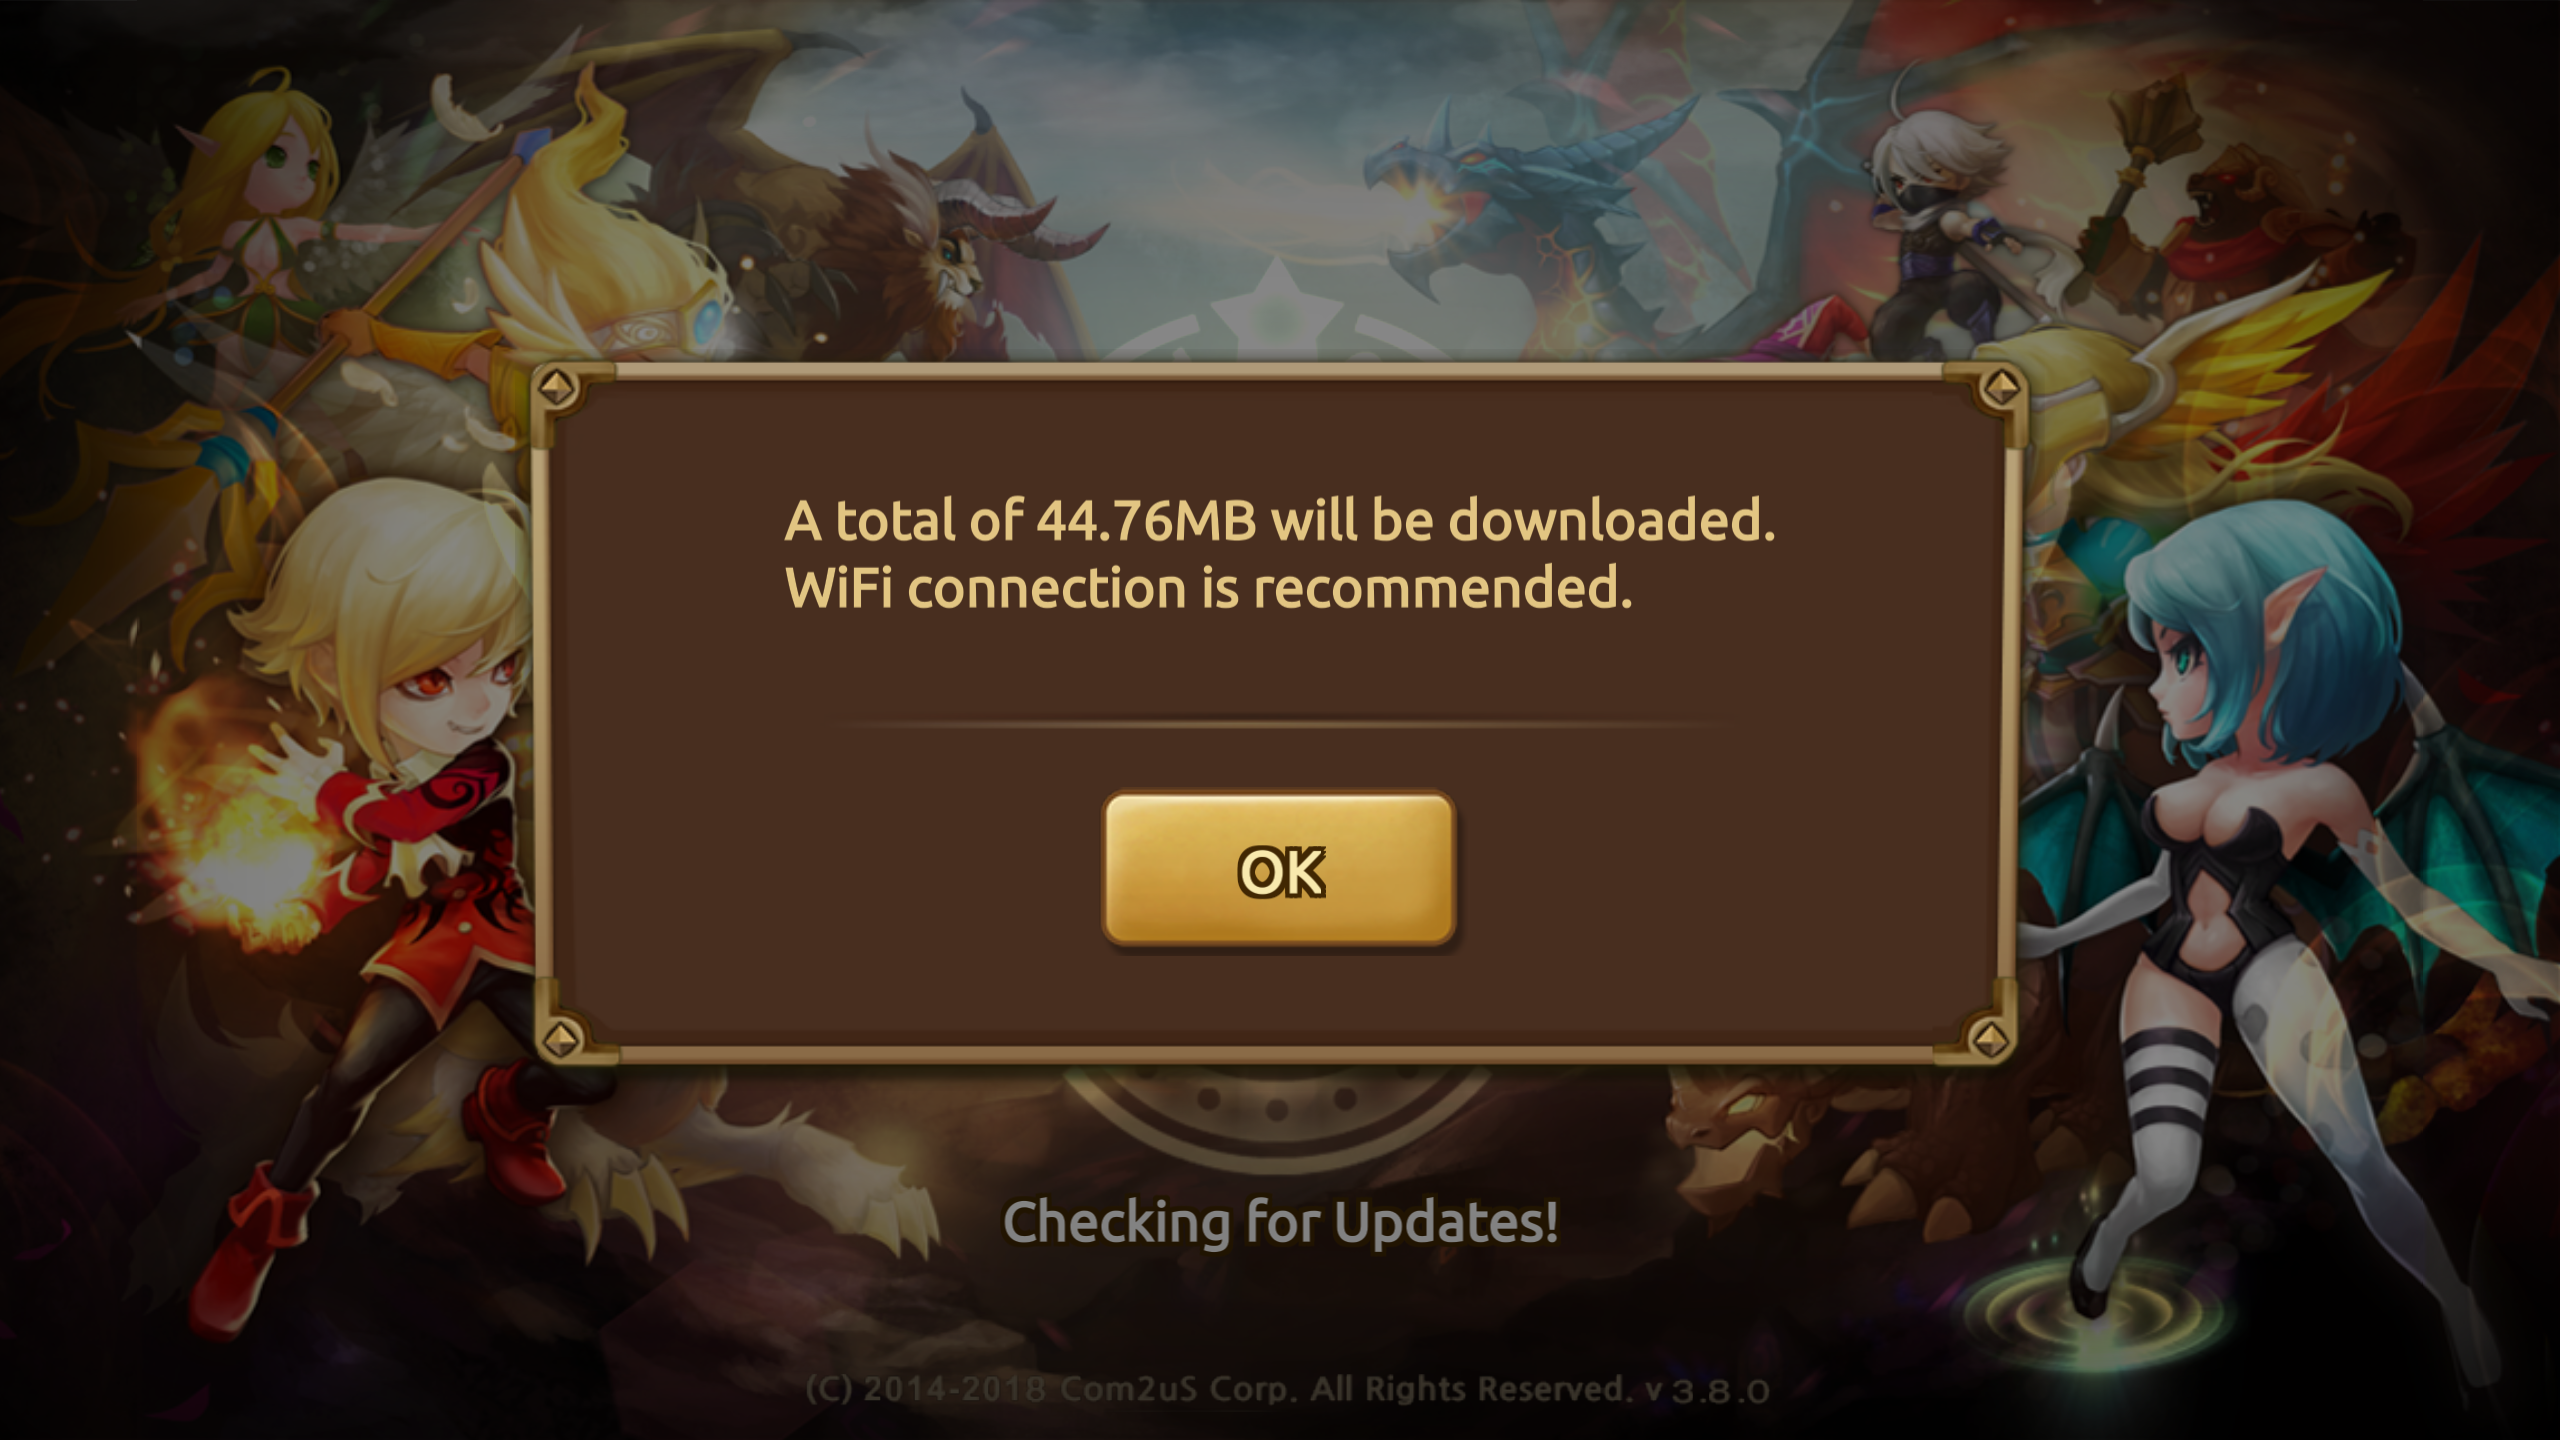 A total of 44.76MB will be downloaded.
WiFi connection is recommended.
OK
Checking for Updates!
(C) 2014-2018 Com2uS Corp. All Rights Reserved. v 3.8.0